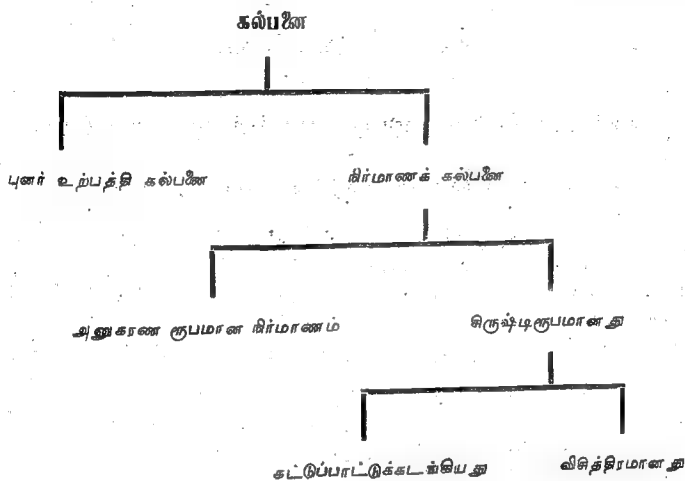 கல்பனை
புனர் உற்பத்தி கல்பனை
நிர்மாணக் கல்பனை
அனுகரண ரூபமான நிர்மாணம்
சிருஷ்டிரூபமானது
கட்டுப்பாட்டுக்கடங்கியது
விசித்திரமானது